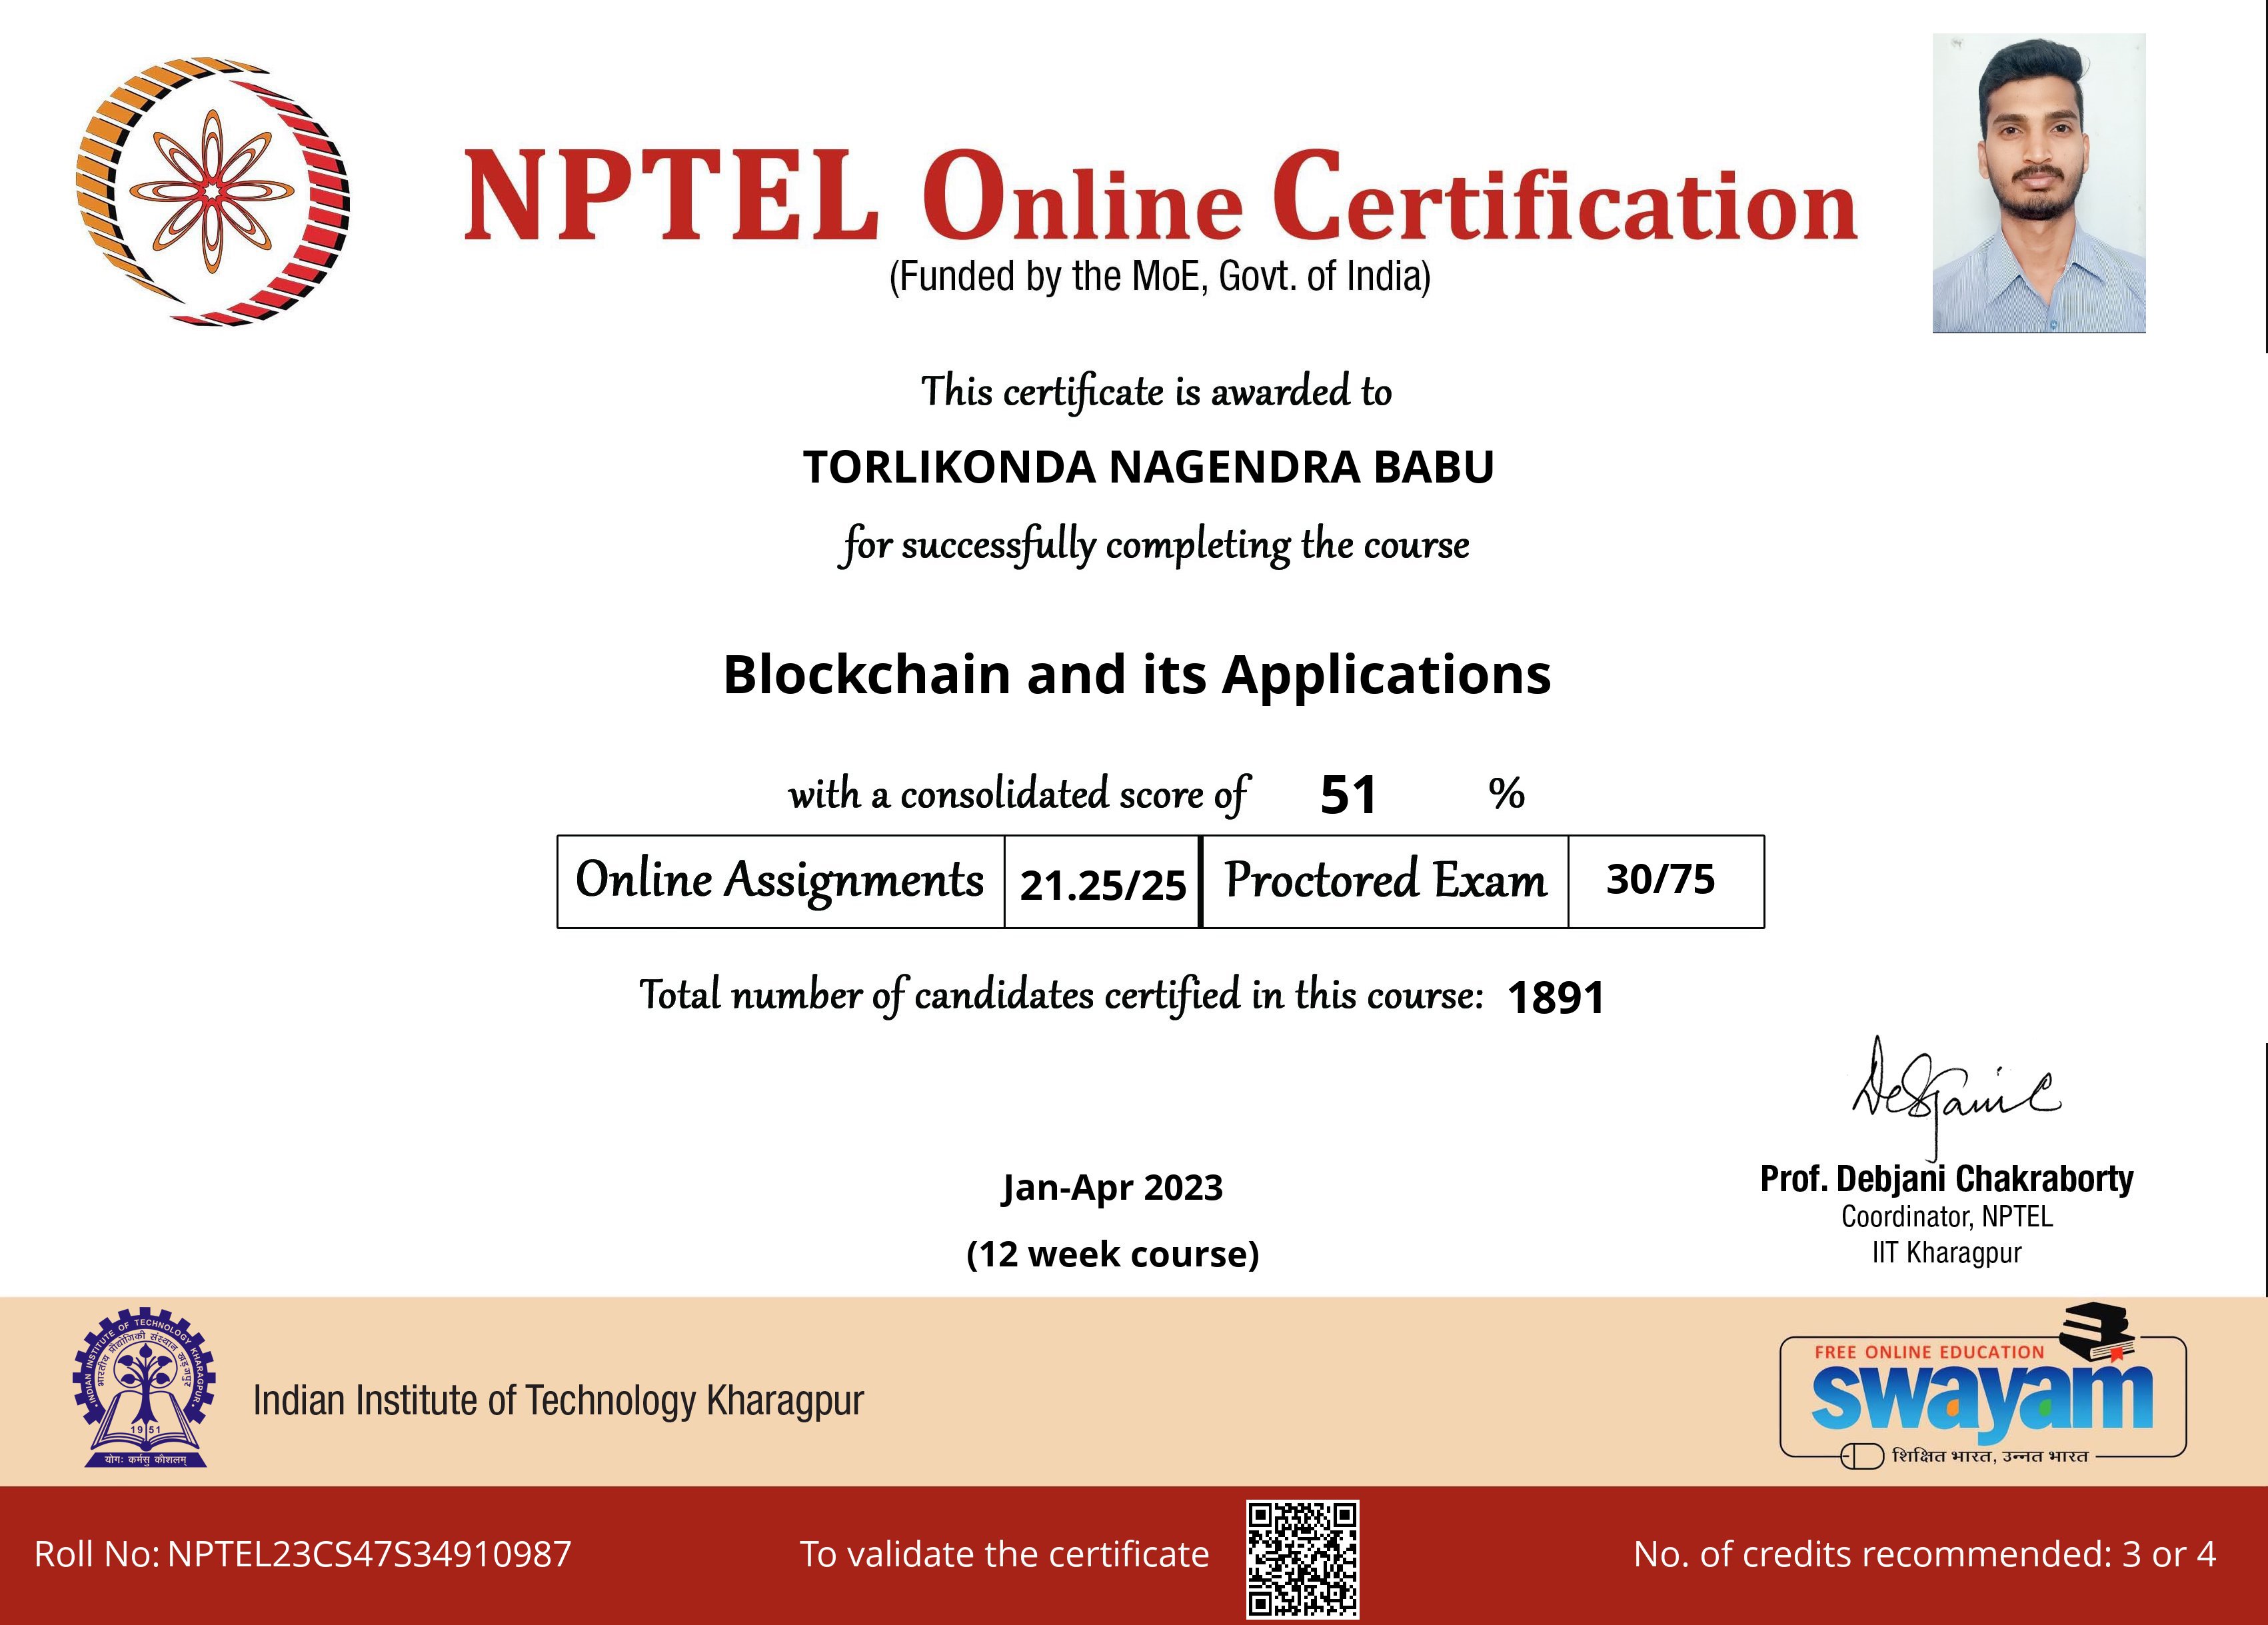 NPTEL Online Certification
(Funded by the MoE, Govt. of India)
This certificate is awarded to
TORLIKONDA NAGENDRA BABU
for successfully completing the course
Blockchain and its Applications
with a consolidated score of 51 %
Online Assignments 21.25/25 Proctored Exam 30/75
Total number of candidates certified in this course: 1891
Debjani C
Prof. Debjani Chakraborty
Coordinator, NPTEL
IIT Kharagpur
Jan-Apr 2023
(12 week course)
INDIAN INSTITUTE OF TECHNOLOGY KHARAGPUR
भारतीय प्रौद्योगिकी संस्थान खड़गपुर
1951
योगः कर्मसु कौशलम्
Indian Institute of Technology Kharagpur
FREE ONLINE EDUCATION
swayam
शिक्षित भारत, उन्नत भारत
Roll No: NPTEL23CS47S34910987
To validate the certificate
No. of credits recommended: 3 or 4